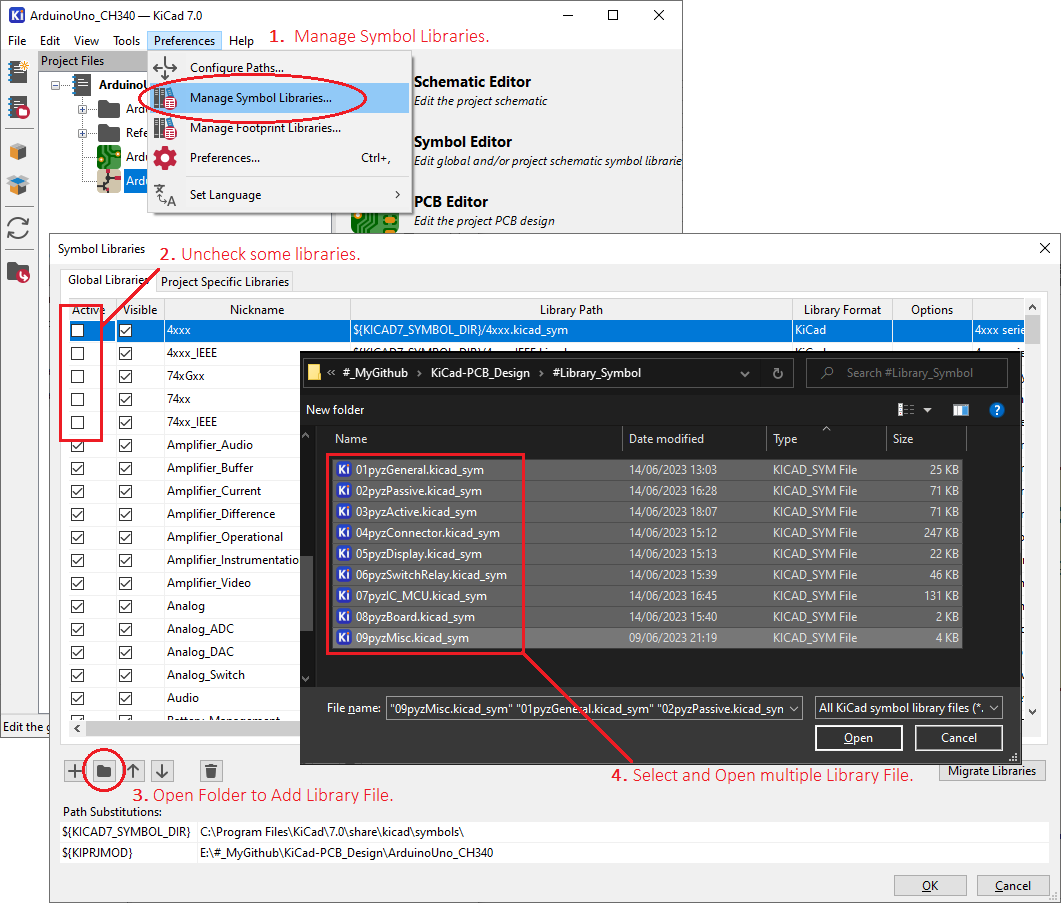 ArduinoUno_CH340 — KiCad 7.0
File Edit View Tools Preferences Help
1. Manage Symbol Libraries.
Project Files
Configure Paths...
Manage Symbol Libraries...
Manage Footprint Libraries...
Preferences... Ctrl+,
Set Language
Schematic Editor
Edit the project schematic
Symbol Editor
Edit global and/or project schematic symbol librarie
PCB Editor
Edit the project PCB design
Symbol Libraries
2. Uncheck some libraries.
Global Libraries Project Specific Libraries
Active Visible Nickname Library Path Library Format Options
4xxx ${KICAD7_SYMBOL_DIR}/4xxx.kicad_sym KiCad 4xxx serie
4xxx_IEEE
74xGxx
74xx
74xx_IEEE
Amplifier_Audio
Amplifier_Buffer
Amplifier_Current
Amplifier_Difference
Amplifier_Operational
Amplifier_Instrumentatio
Amplifier_Video
Analog
Analog_ADC
Analog_DAC
Analog_Switch
Audio
« #_MyGithub › KiCad-PCB_Design › #Library_Symbol
Search #Library_Symbol
New folder
Name Date modified Type Size
01pyzGeneral.kicad_sym 14/06/2023 13:03 KICAD_SYM File 25 KB
02pyzPassive.kicad_sym 14/06/2023 16:28 KICAD_SYM File 71 KB
03pyzActive.kicad_sym 14/06/2023 18:07 KICAD_SYM File 71 KB
04pyzConnector.kicad_sym 14/06/2023 15:12 KICAD_SYM File 247 KB
05pyzDisplay.kicad_sym 14/06/2023 15:13 KICAD_SYM File 22 KB
06pyzSwitchRelay.kicad_sym 14/06/2023 15:39 KICAD_SYM File 46 KB
07pyzIC_MCU.kicad_sym 14/06/2023 16:45 KICAD_SYM File 131 KB
08pyzBoard.kicad_sym 14/06/2023 15:40 KICAD_SYM File 2 KB
09pyzMisc.kicad_sym 09/06/2023 21:19 KICAD_SYM File 4 KB
File name: "09pyzMisc.kicad_sym" "01pyzGeneral.kicad_sym" "02pyzPassive.kicad_syn All KiCad symbol library files (*.
Open Cancel
Edit the g
4. Select and Open multiple Library File.
Migrate Libraries
3. Open Folder to Add Library File.
Path Substitutions:
${KICAD7_SYMBOL_DIR} C:\Program Files\KiCad\7.0\share\kicad\symbols\
${KIPRJMOD} E:\#_MyGithub\KiCad-PCB_Design\ArduinoUno_CH340
OK Cancel